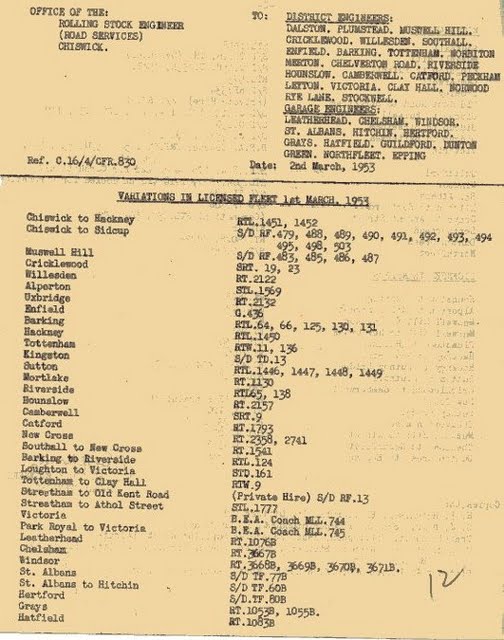 OFFICE OF THE:
ROLLING STOCK ENGINEER
(ROAD SERVICES)
CHISWICK.
TO: DISTRICT ENGINEERS:
DALSTON. PLUMSTEAD. MUSWELL HILL.
CRICKLEWOOD. WILLESDEN. SOUTHALL.
ENFIELD. BARKING. TOTTENHAM. NORBITON
MERTON. CHELVERTON ROAD. RIVERSIDE
HOUNSLOW. CAMBERWELL. CATFORD. PECKHAM
LEYTON. VICTORIA. CLAY HALL. NORWOOD
RYE LANE. STOCKWELL.
GARAGE ENGINEERS:
LEATHERHEAD. CHELSHAM. WINDSOR.
ST. ALBANS. HITCHIN. HERTFORD.
GRAYS. HATFIELD. GUILDFORD. DUNTON
GREEN. NORTHFLEET. EPPING
Ref. C.16/4/CFR.830
Date: 2nd March, 1953
VARIATIONS IN LICENSED FLEET 1st MARCH, 1953
Chiswick to Hackney RTL.1451, 1452
Chiswick to Sidcup S/D RF.479, 488, 489, 490, 491, 492, 493, 494
495, 498, 503
Muswell Hill S/D RF.483, 485, 486, 487
Cricklewood SRT. 19, 23
Willesden RT.2122
Alperton STL.1569
Uxbridge RT.2132
Enfield G.436
Barking RTL.64, 66, 125, 130, 131
Hackney RTL.1450
Tottenham RTW.11, 136
Kingston S/D TD.13
Sutton RTL.1446, 1447, 1448, 1449
Mortlake RT.1130
Riverside RTL65, 138
Hounslow RT.2157
Camberwell SRT.9
Catford RT.1793
New Cross RT.2358, 2741
Southall to New Cross RT.1541
Barking to Riverside RTL.124
Loughton to Victoria STD.161
Tottenham to Clay Hall RTW.9
Streatham to Old Kent Road (Private Hire) S/D RF.13
Streatham to Athol Street STL.1777
Victoria B.E.A. Coach MLL.744
Park Royal to Victoria B.E.A. Coach MLL.745
Leatherhead RT.1076B
Chelsham RT.3667B
Windsor RT.3668B, 3669B, 3670B, 3671B.
St. Albans S/D TF.77B
St. Albans to Hitchin S/D TF.60B
Hertford S/D.TF.80B
Grays RT.1053B, 1055B.
Hatfield RT.1083B
12